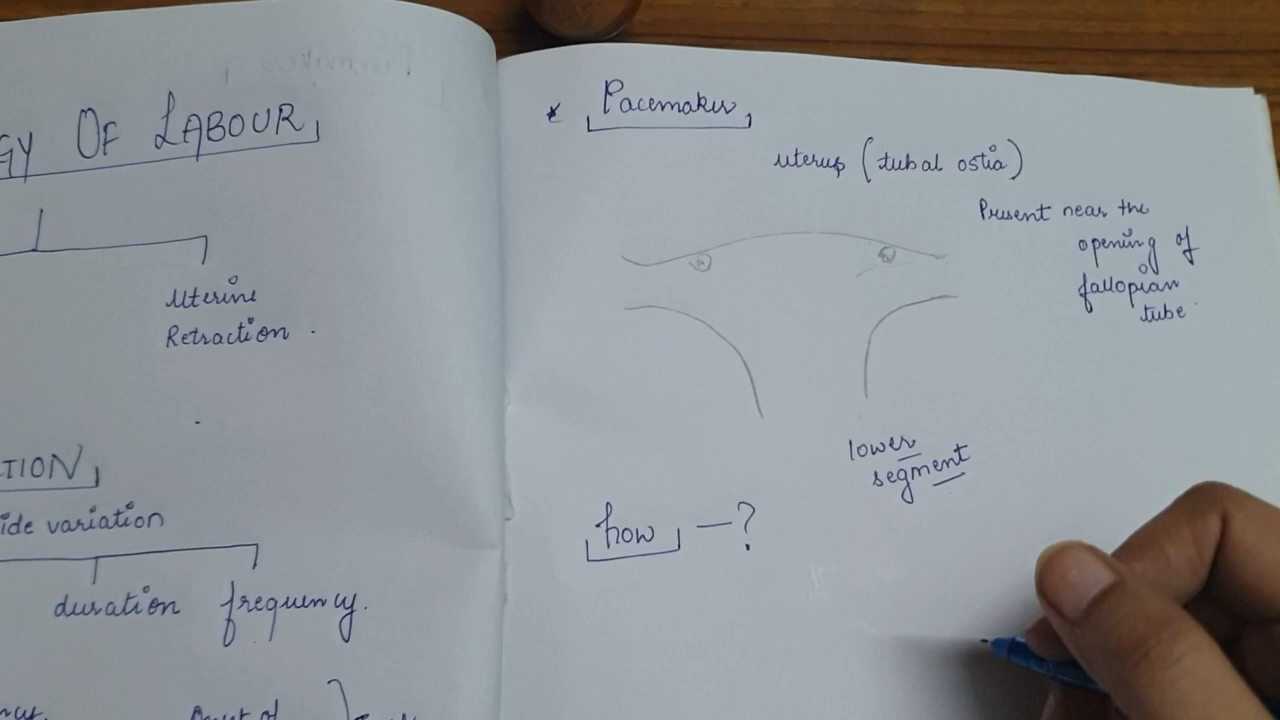 GY OF LABOUR
Uterine
Retraction.
TION
ide variation
duration frequency.
* Pacemaker
uterus (tubal ostia)
Present near the
opening of
fallopian
tube.
lower
segment
how —?